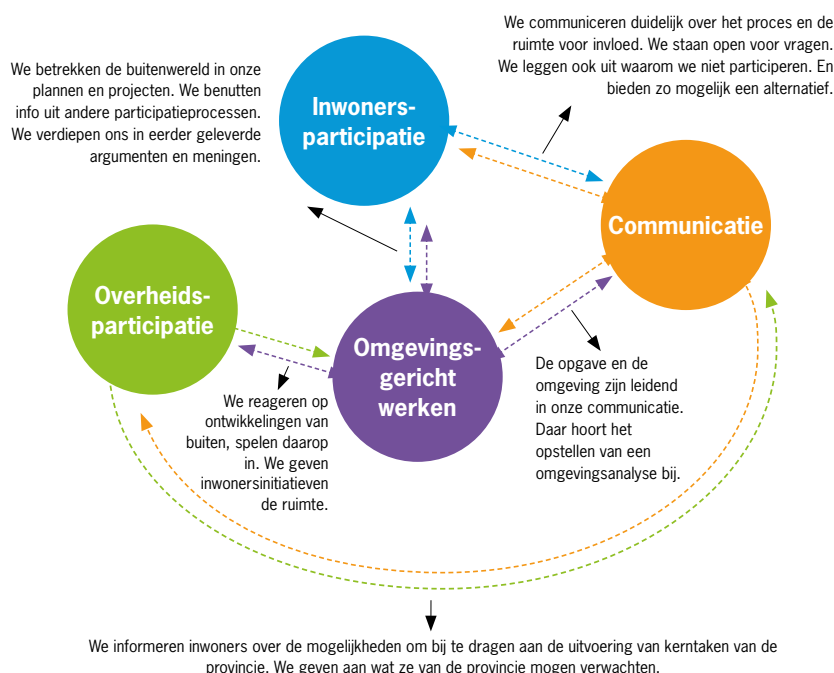 We communiceren duidelijk over het proces en de
ruimte voor invloed. We staan open voor vragen.
We leggen ook uit waarom we niet participeren. En
bieden zo mogelijk een alternatief.
We betrekken de buitenwereld in onze
plannen en projecten. We benutten
info uit andere participatieprocessen.
We verdiepen ons in eerder geleverde
argumenten en meningen.
Inwoners-
participatie
Communicatie
Overheids-
participatie
Omgevings-
gericht
werken
We reageren op
ontwikkelingen van
buiten, spelen daarop
in. We geven
inwonersinitiatieven
de ruimte.
De opgave en de
omgeving zijn leidend
in onze communicatie.
Daar hoort het
opstellen van een
omgevingsanalyse bij.
We informeren inwoners over de mogelijkheden om bij te dragen aan de uitvoering van kerntaken van de
provincie. We geven aan wat ze van de provincie mogen verwachten.